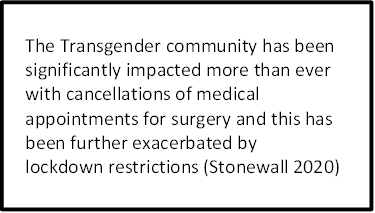 The Transgender community has been
significantly impacted more than ever
with cancellations of medical
appointments for surgery and this has
been further exacerbated by
lockdown restrictions (Stonewall 2020)